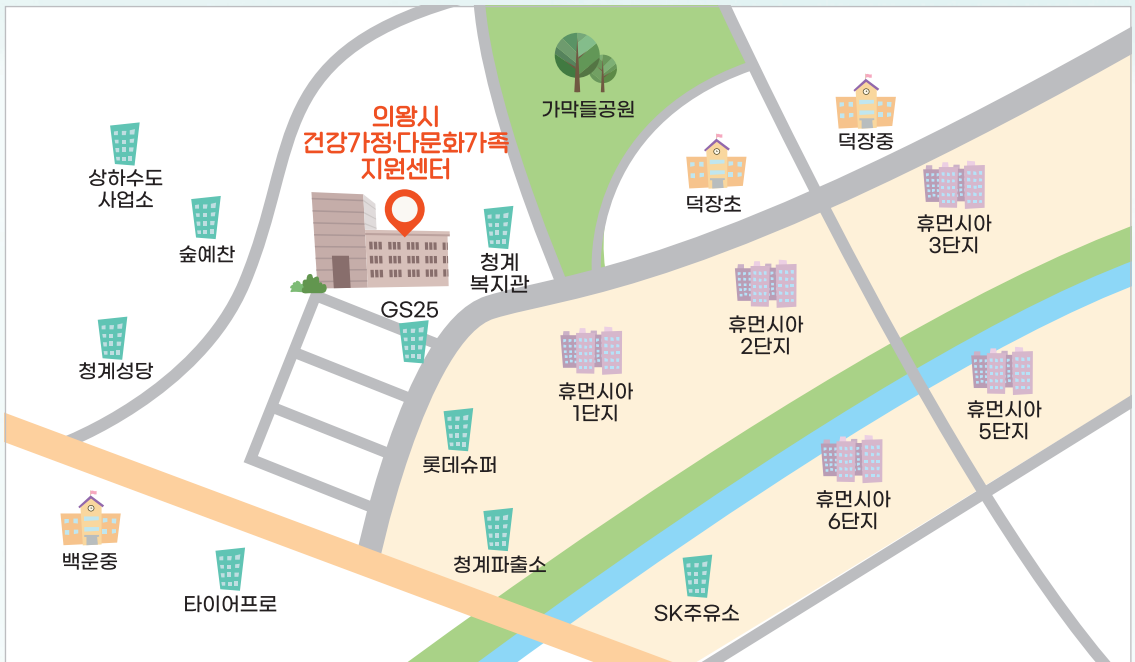 가막들공원
의왕시
건강가정·다문화가족
지원센터
덕장중
상하수도
사업소
덕장초
숲예찬
청계
복지관
휴먼시아
3단지
GS25
휴먼시아
2단지
청계성당
휴먼시아
1단지
휴먼시아
5단지
롯데슈퍼
휴먼시아
6단지
백운중
청계파출소
타이어프로
SK주유소